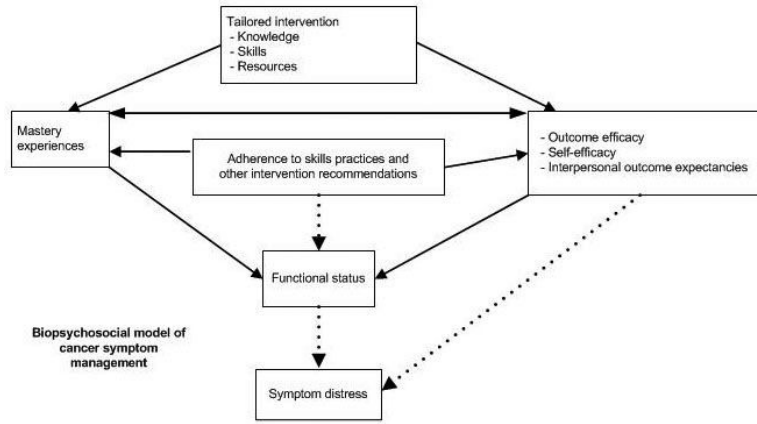 Tailored intervention
- Knowledge
- Skills
- Resources
Mastery
experiences
Adherence to skills practices and
other intervention recommendations
- Outcome efficacy
- Self-efficacy
- Interpersonal outcome expectancies
Functional status
Biopsychosocial model of
cancer symptom
management
Symptom distress